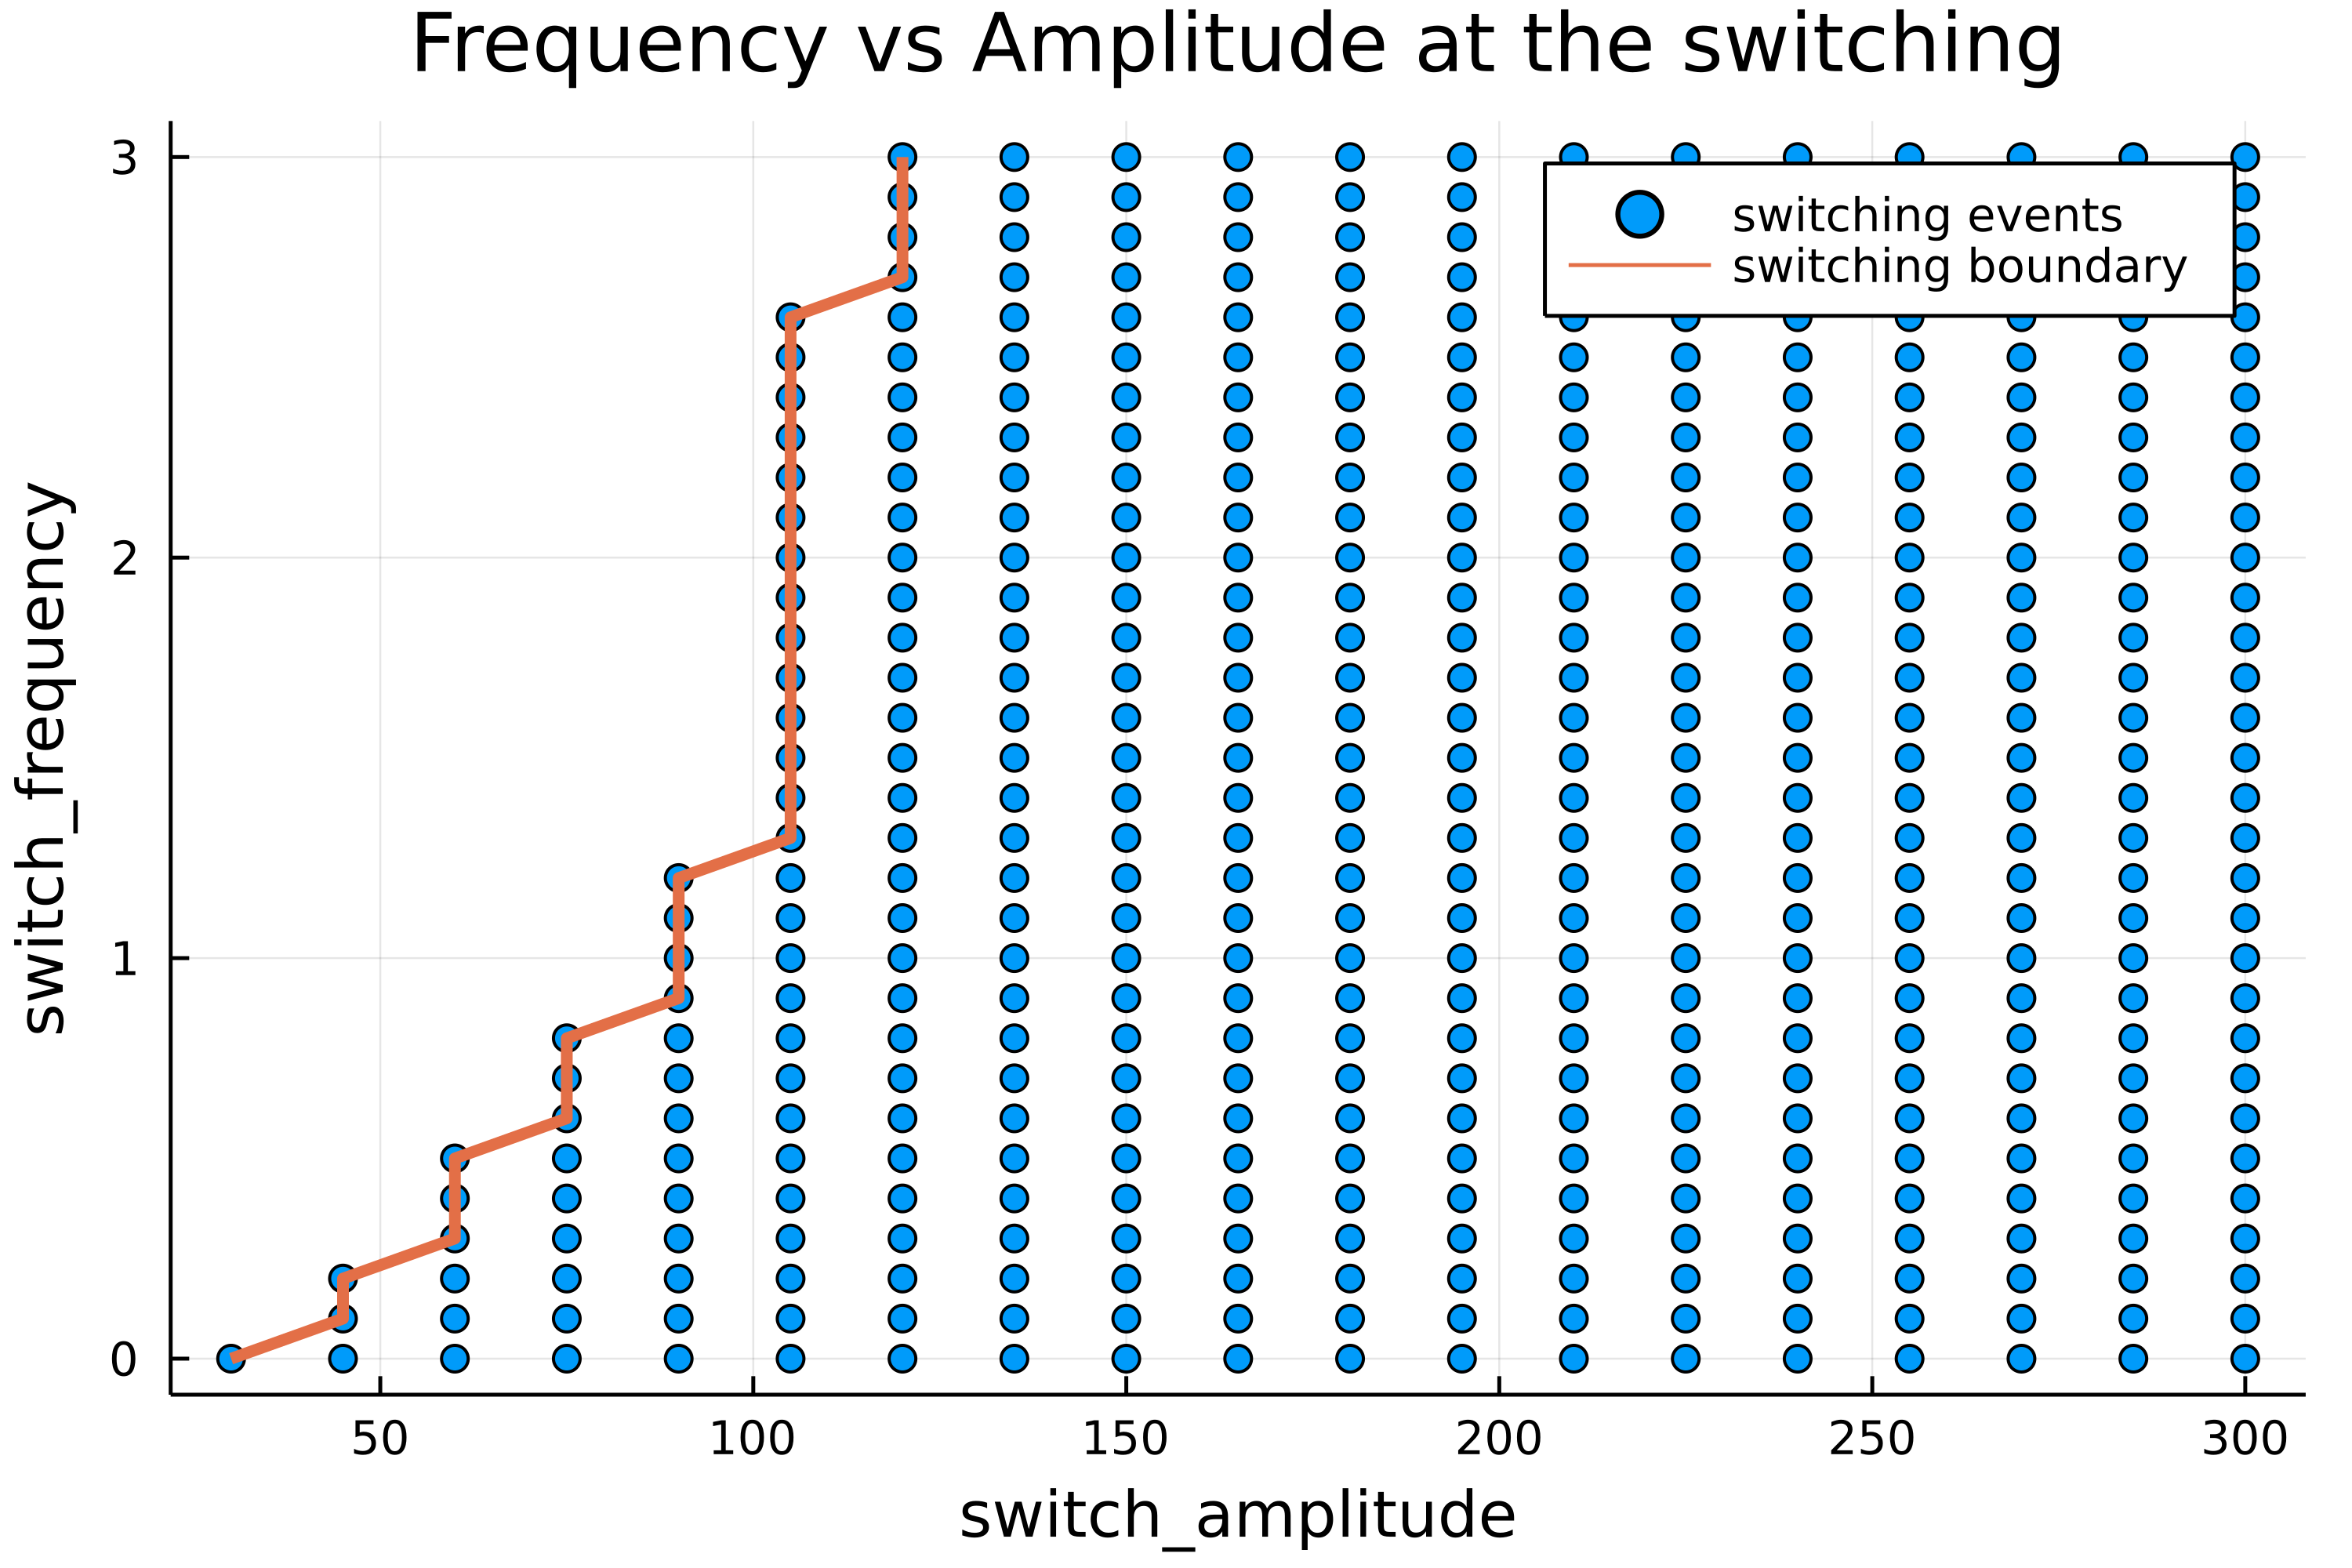 Frequency vs Amplitude at the switching
switching events
switching boundary
switch_frequency
3
2
1
0
50 100 150 200 250 300
switch_amplitude